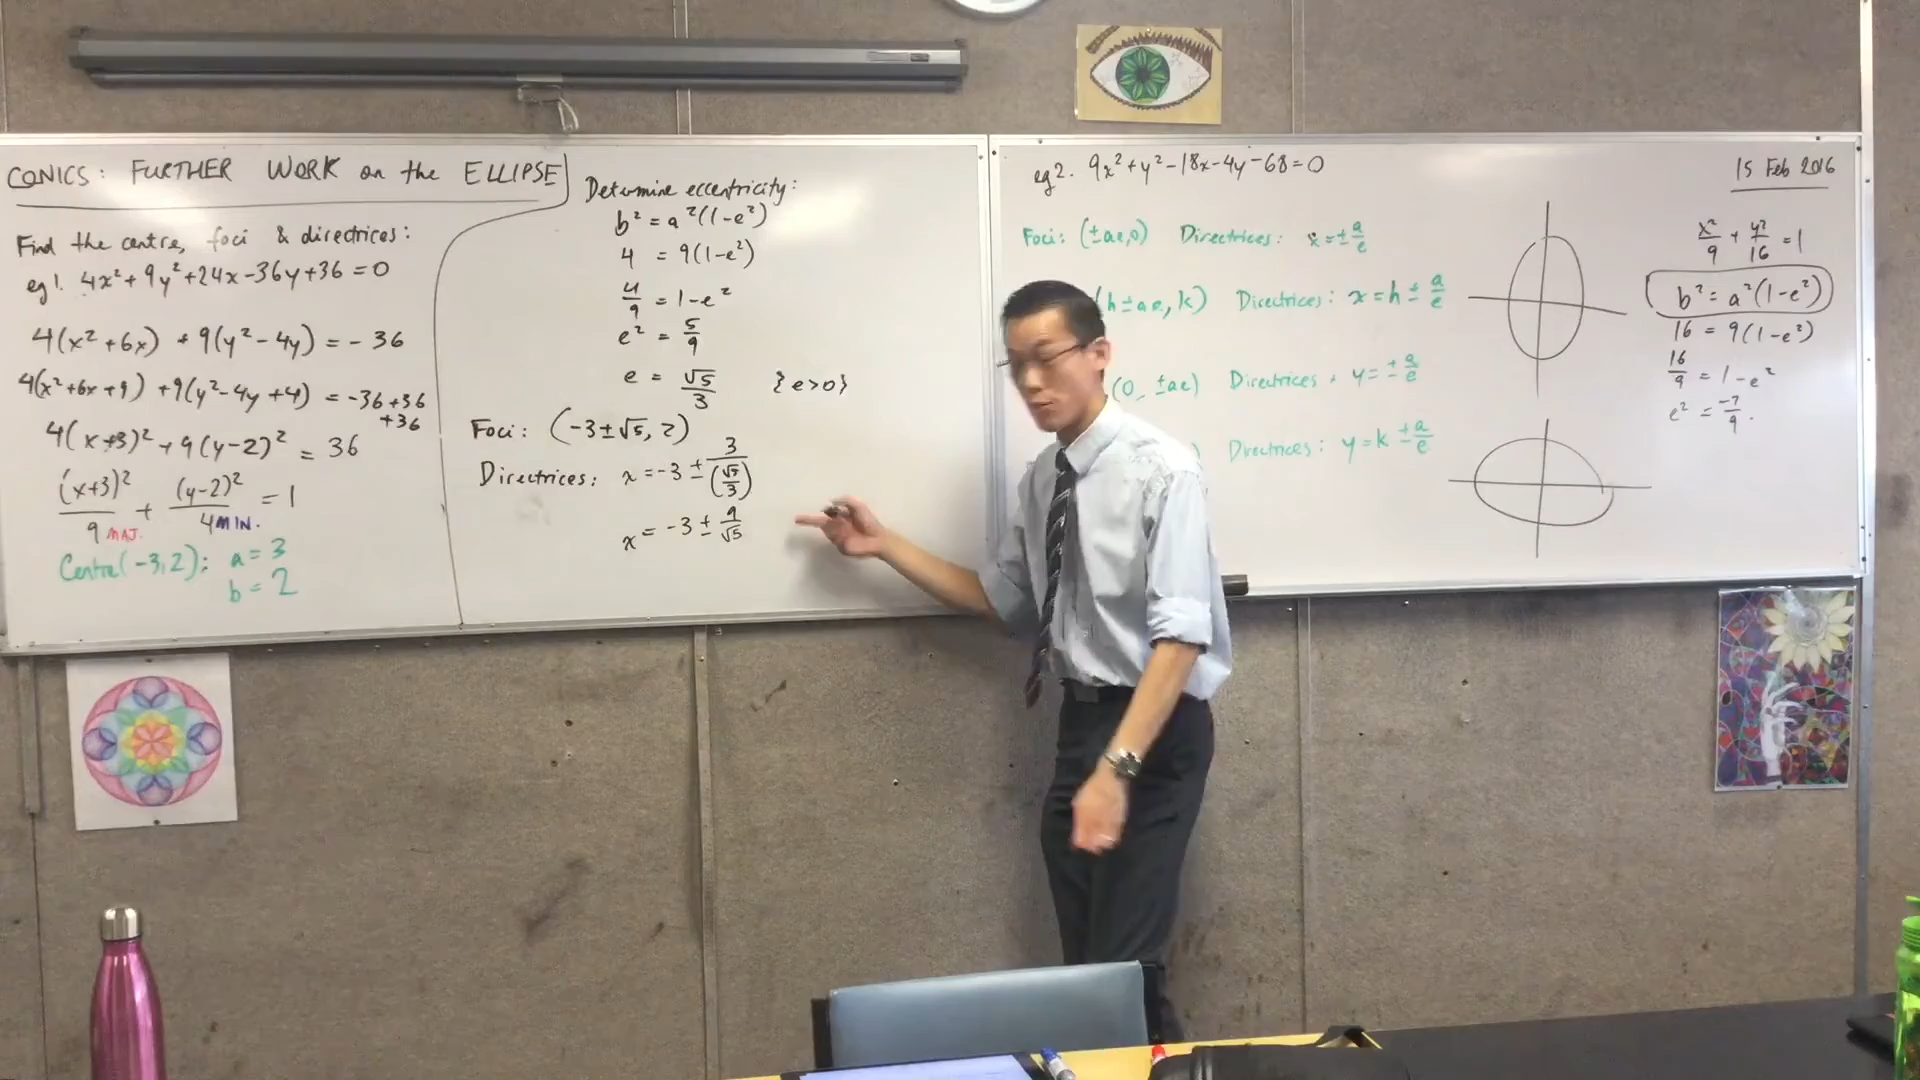 CONICS: FURTHER WORK on the ELLIPSE
Find the centre, foci & directrices:
eg 1. 4x² + 9y² + 24x - 36y + 36 = 0
4(x² + 6x) + 9(y² - 4y) = - 36
4(x² + 6x + 9) + 9(y² - 4y + 4) = -36 + 36
+ 36
4(x+3)² + 9(y-2)² = 36
(x+3)²/9 + (y-2)²/4 = 1
MAJ. MIN.
Centre (-3, 2); a = 3
b = 2
Determine eccentricity:
b² = a²(1-e²)
4 = 9(1-e²)
4/9 = 1-e²
e² = 5/9
e = √5/3 {e>0}
Foci: (-3±√5, 2)
Directrices: x = -3 ± 3/(√5/3)
x = -3 ± 9/√5
eg 2. 9x² + y² - 18x - 4y - 68 = 0
15 Feb 2016
Foci: (±ae, 0) Directrices: x = ± a/e
(h ± ae, k) Directrices: x = h ± a/e
(0, ±ae) Directrices, y = ± a/e
) Directrices: y = k ± a/e
x²/9 + y²/16 = 1
b² = a²(1-e²)
16 = 9(1-e²)
16/9 = 1-e²
e² = -7/9.